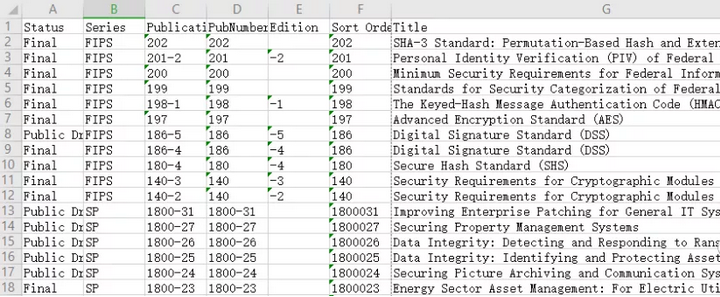 A B C D E F G
1 Status Series Publicati PubNumber Edition Sort Orde Title
2 Final FIPS 202 202 202 SHA-3 Standard: Permutation-Based Hash and Exten
3 Final FIPS 201-2 201 -2 201 Personal Identity Verification (PIV) of Federal
4 Final FIPS 200 200 200 Minimum Security Requirements for Federal Inform
5 Final FIPS 199 199 199 Standards for Security Categorization of Federal
6 Final FIPS 198-1 198 -1 198 The Keyed-Hash Message Authentication Code (HMAC
7 Final FIPS 197 197 197 Advanced Encryption Standard (AES)
8 Public Dr FIPS 186-5 186 -5 186 Digital Signature Standard (DSS)
9 Final FIPS 186-4 186 -4 186 Digital Signature Standard (DSS)
10 Final FIPS 180-4 180 -4 180 Secure Hash Standard (SHS)
11 Final FIPS 140-3 140 -3 140 Security Requirements for Cryptographic Modules
12 Final FIPS 140-2 140 -2 140 Security Requirements for Cryptographic Modules
13 Public Dr SP 1800-31 1800-31 1800031 Improving Enterprise Patching for General IT Sys
14 Public Dr SP 1800-27 1800-27 1800027 Securing Property Management Systems
15 Public Dr SP 1800-26 1800-26 1800026 Data Integrity: Detecting and Responding to Rans
16 Public Dr SP 1800-25 1800-25 1800025 Data Integrity: Identifying and Protecting Asset
17 Public Dr SP 1800-24 1800-24 1800024 Securing Picture Archiving and Communication Sys
18 Final SP 1800-23 1800-23 1800023 Energy Sector Asset Management: For Electric Uti